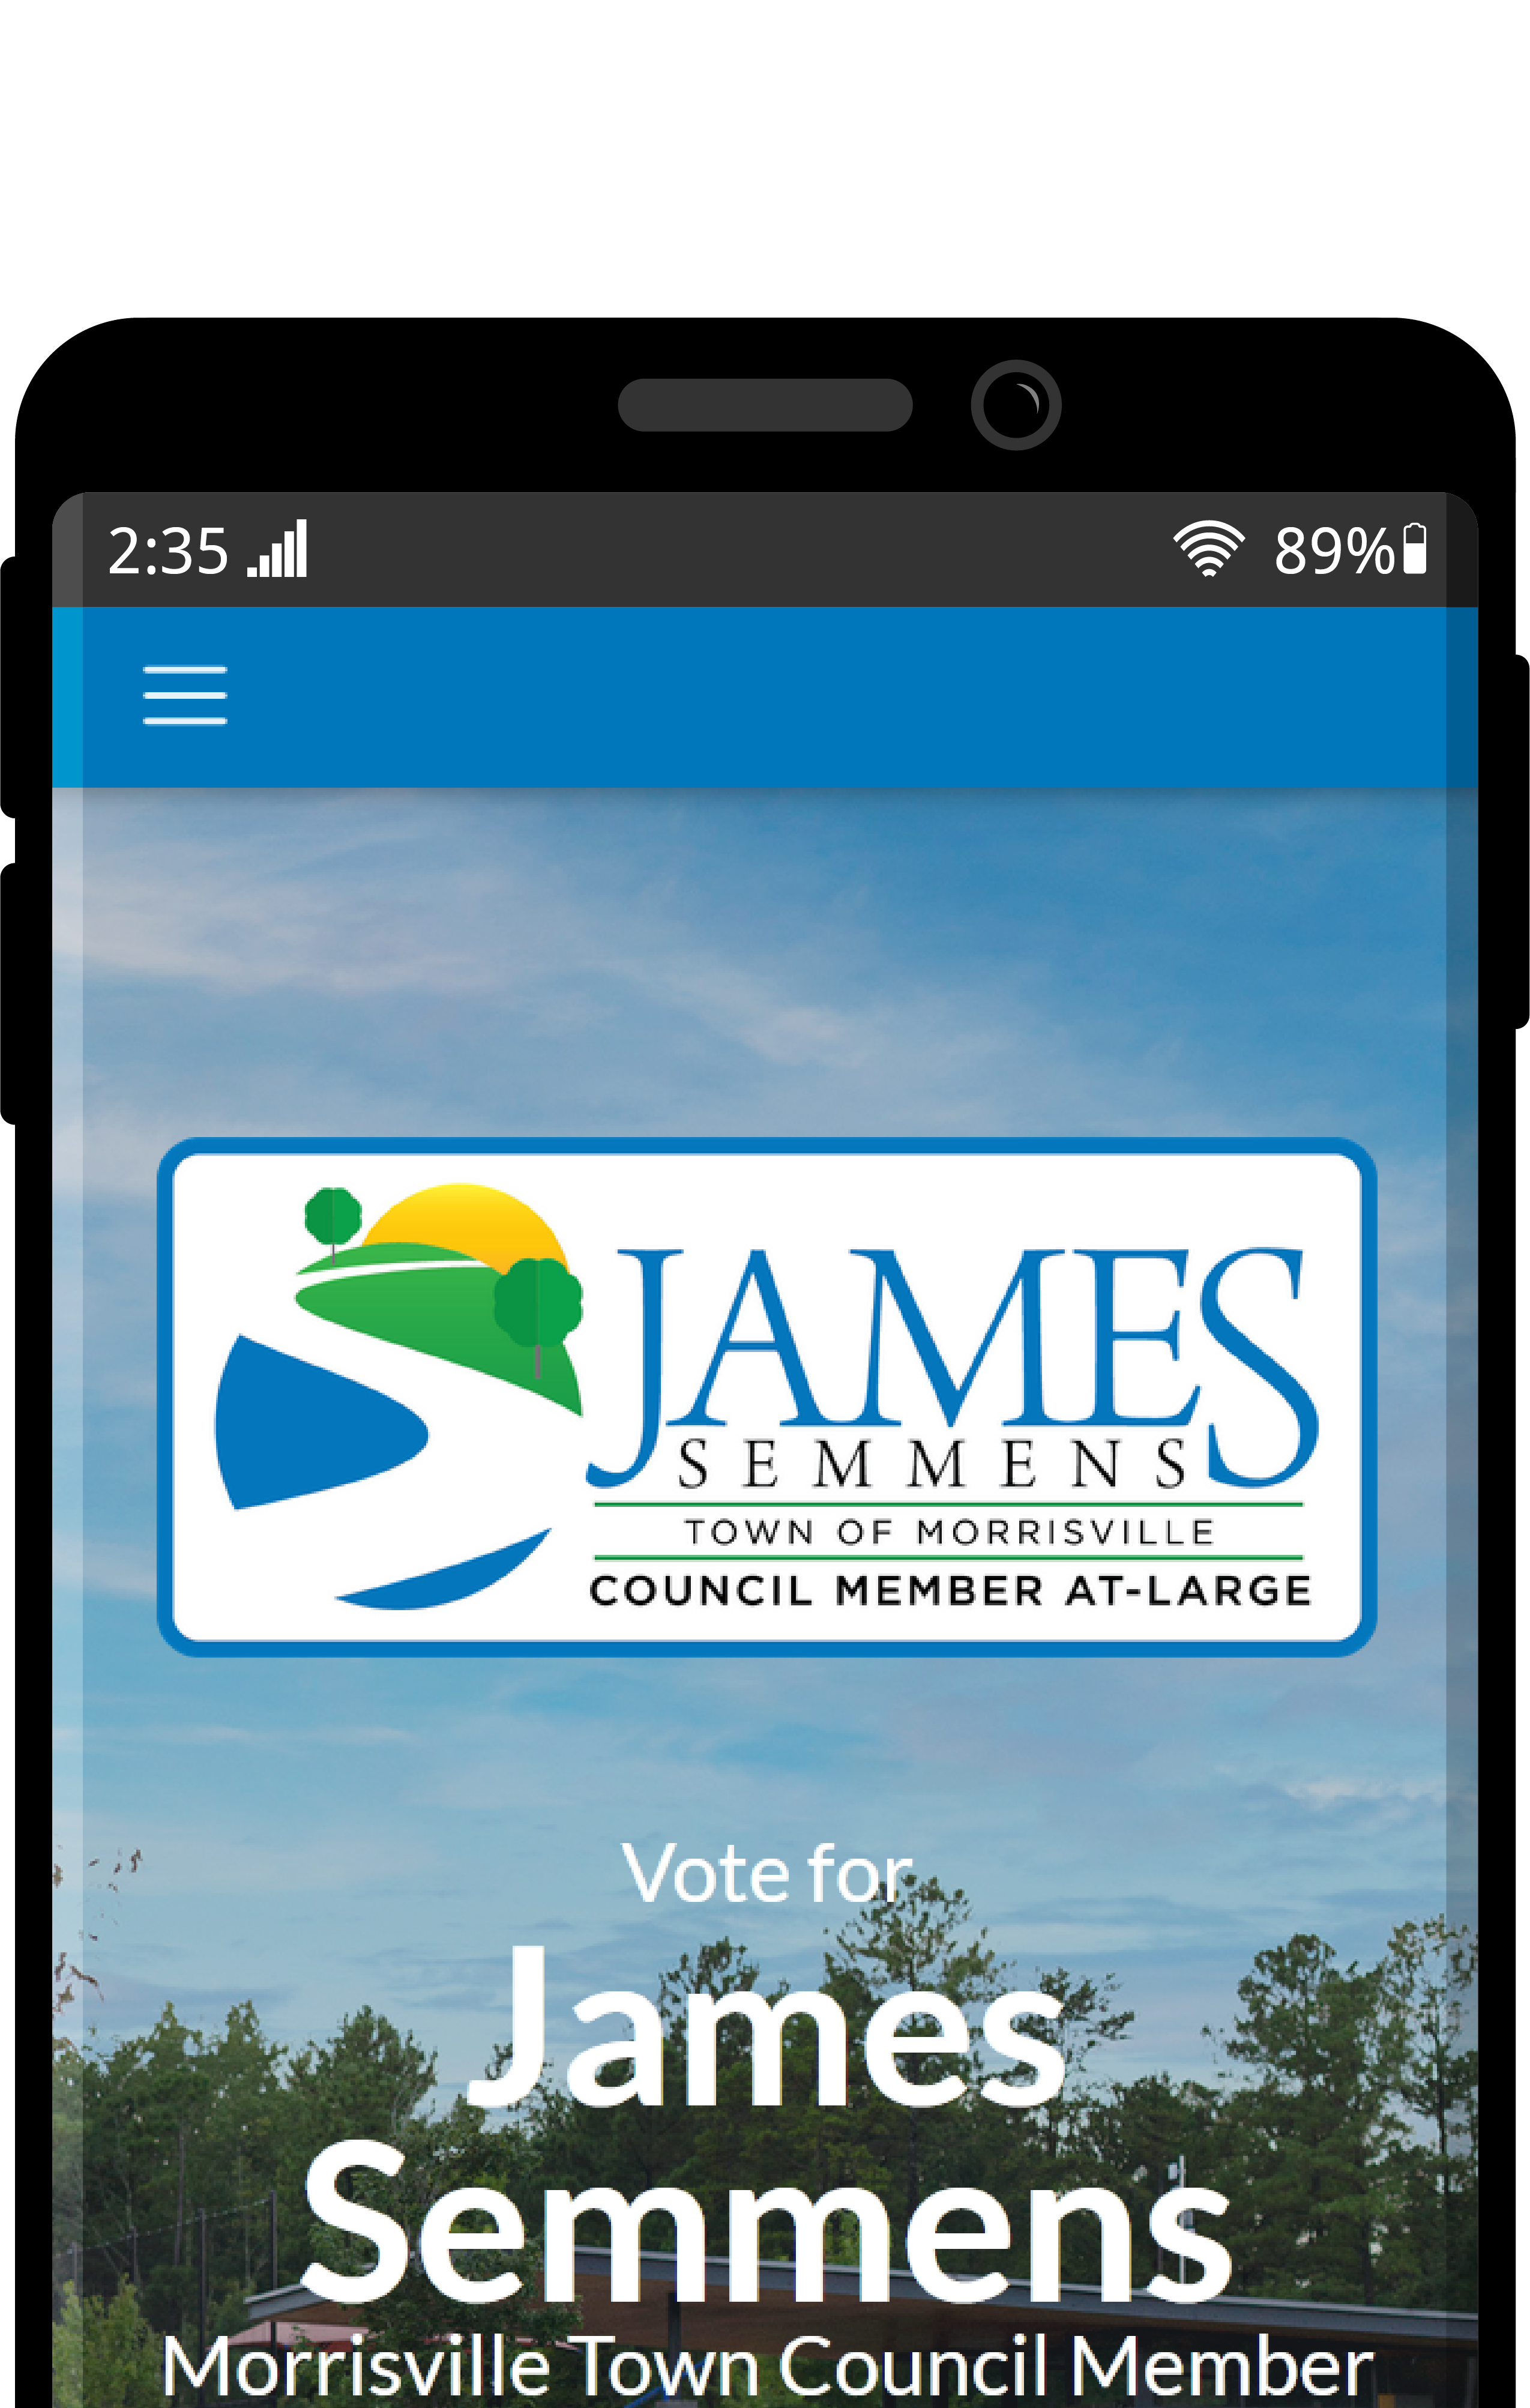 2:35 89%
JAMES
SEMMENS
TOWN OF MORRISVILLE
COUNCIL MEMBER AT-LARGE
Vote for
James
Semmens
Morrisville Town Council Member